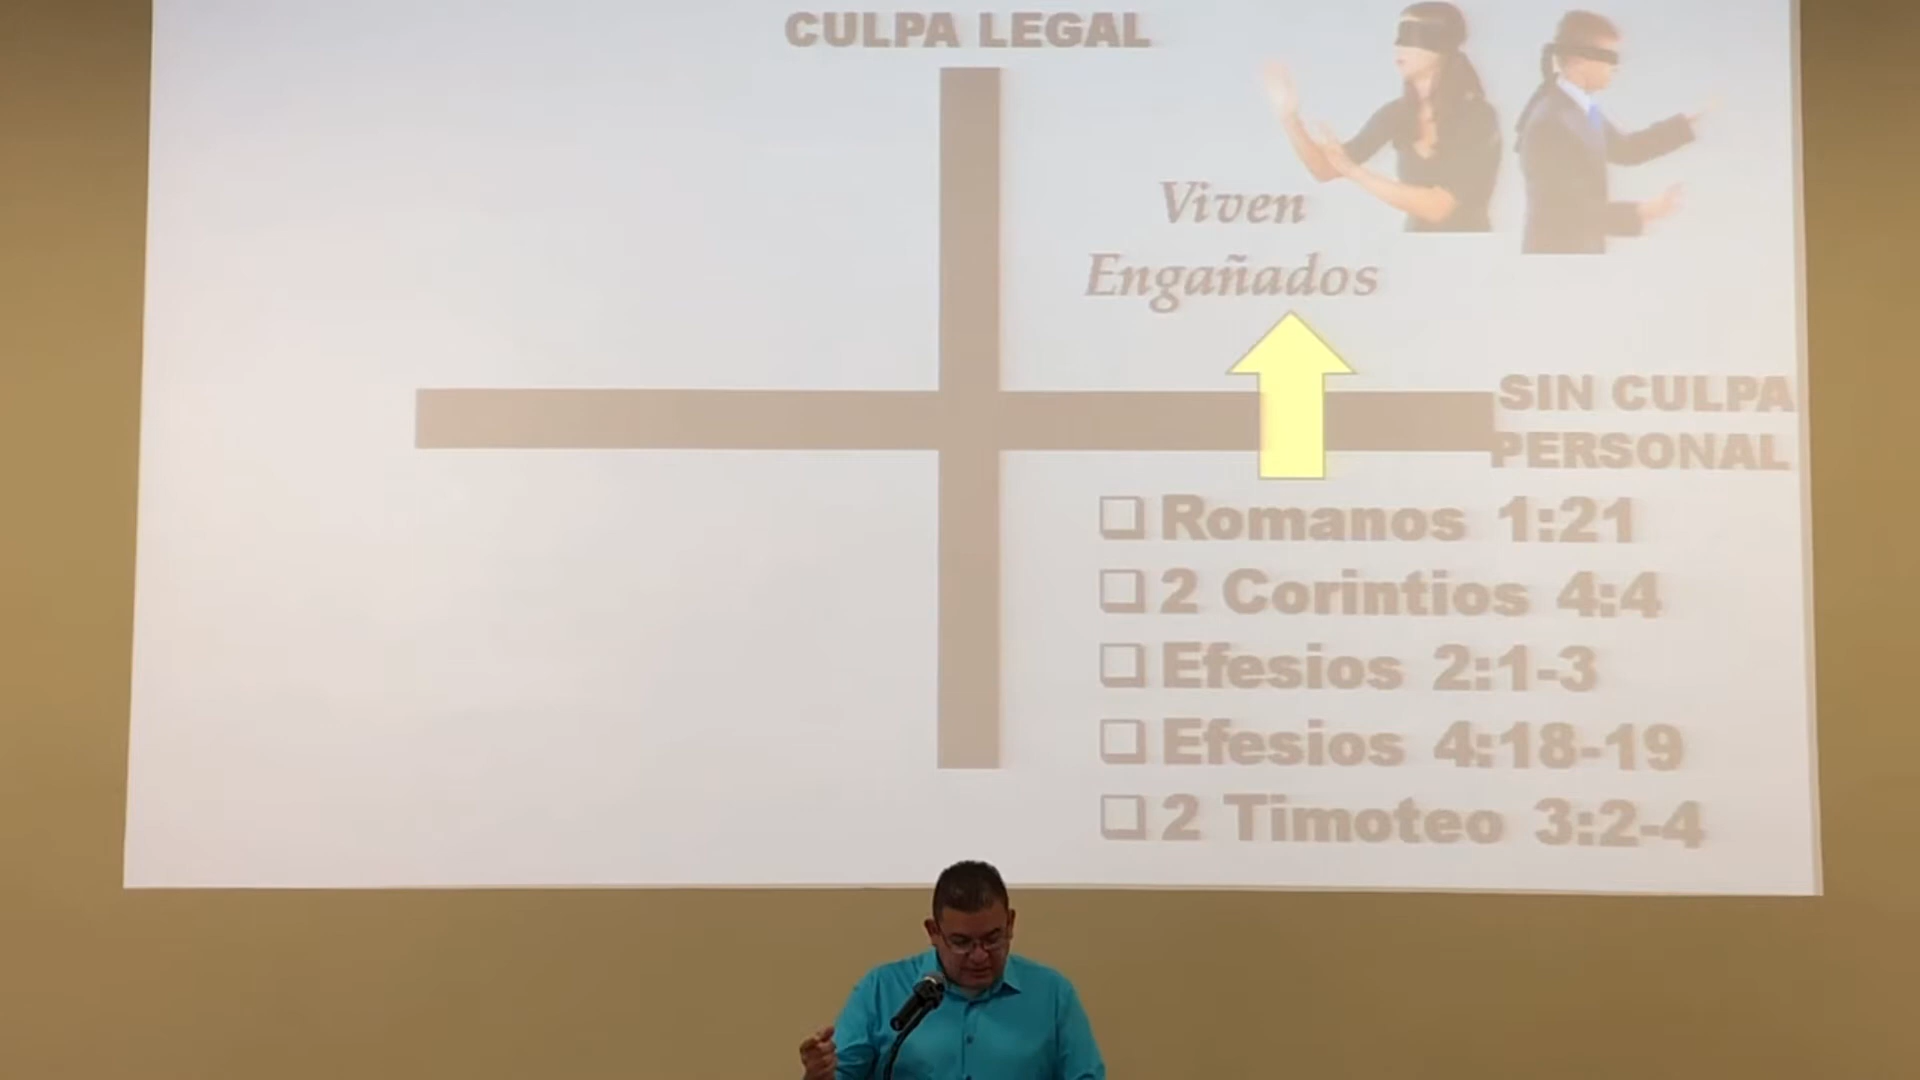 CULPA LEGAL
Viven
Engañados
SIN CULPA
PERSONAL
Romanos 1:21
2 Corintios 4:4
Efesios 2:1-3
Efesios 4:18-19
2 Timoteo 3:2-4